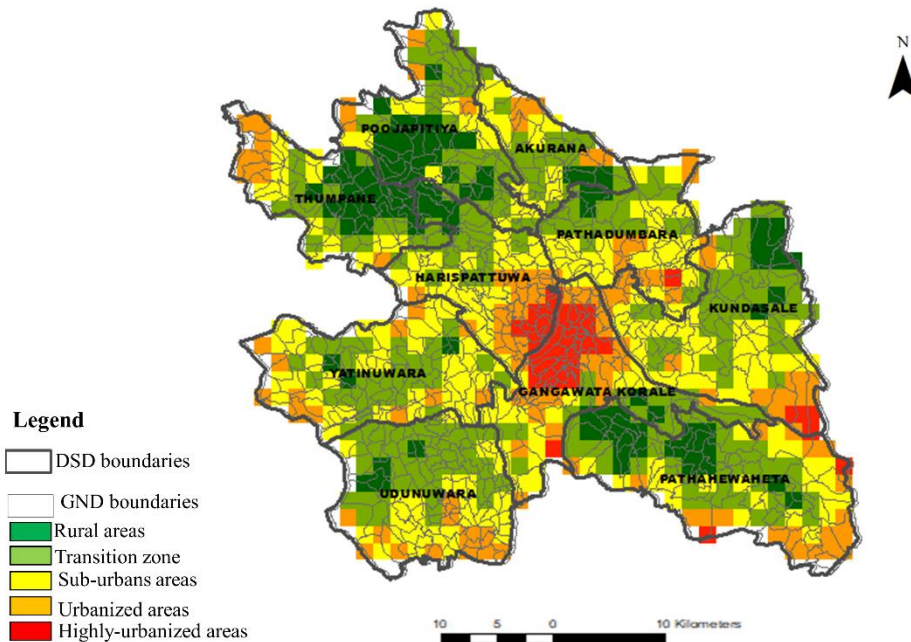 N
POOJAPITIYA
AKURANA
THUMPANE
PATHADUMBARA
HARISPATTUWA
KUNDASALE
YATINUWARA
GANGAWATA KORALE
PATHAHEWAHETA
UDUNUWARA
Legend
DSD boundaries
GND boundaries
Rural areas
Transition zone
Sub-urbans areas
Urbanized areas
Highly-urbanized areas
10 5 0 10 Kilometers